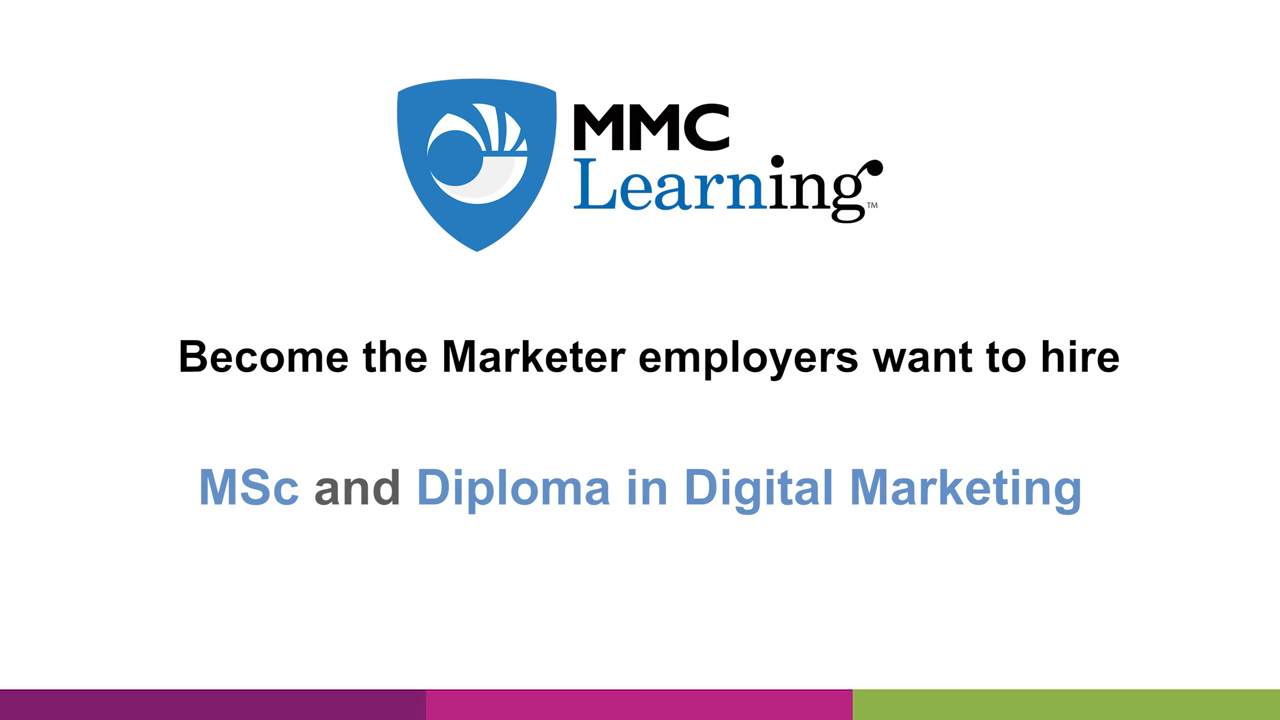 MMC
Learning™
Become the Marketer employers want to hire
MSc and Diploma in Digital Marketing